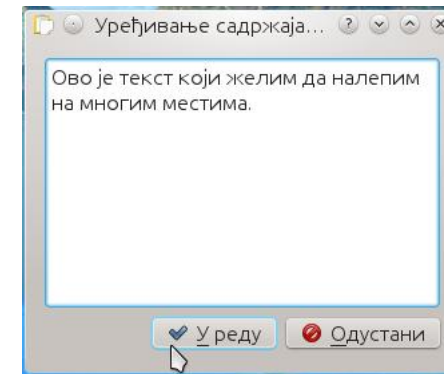 Уређивање садржаја...
Ово је текст који желим да налепим
на многим местима.
У реду
Одустани